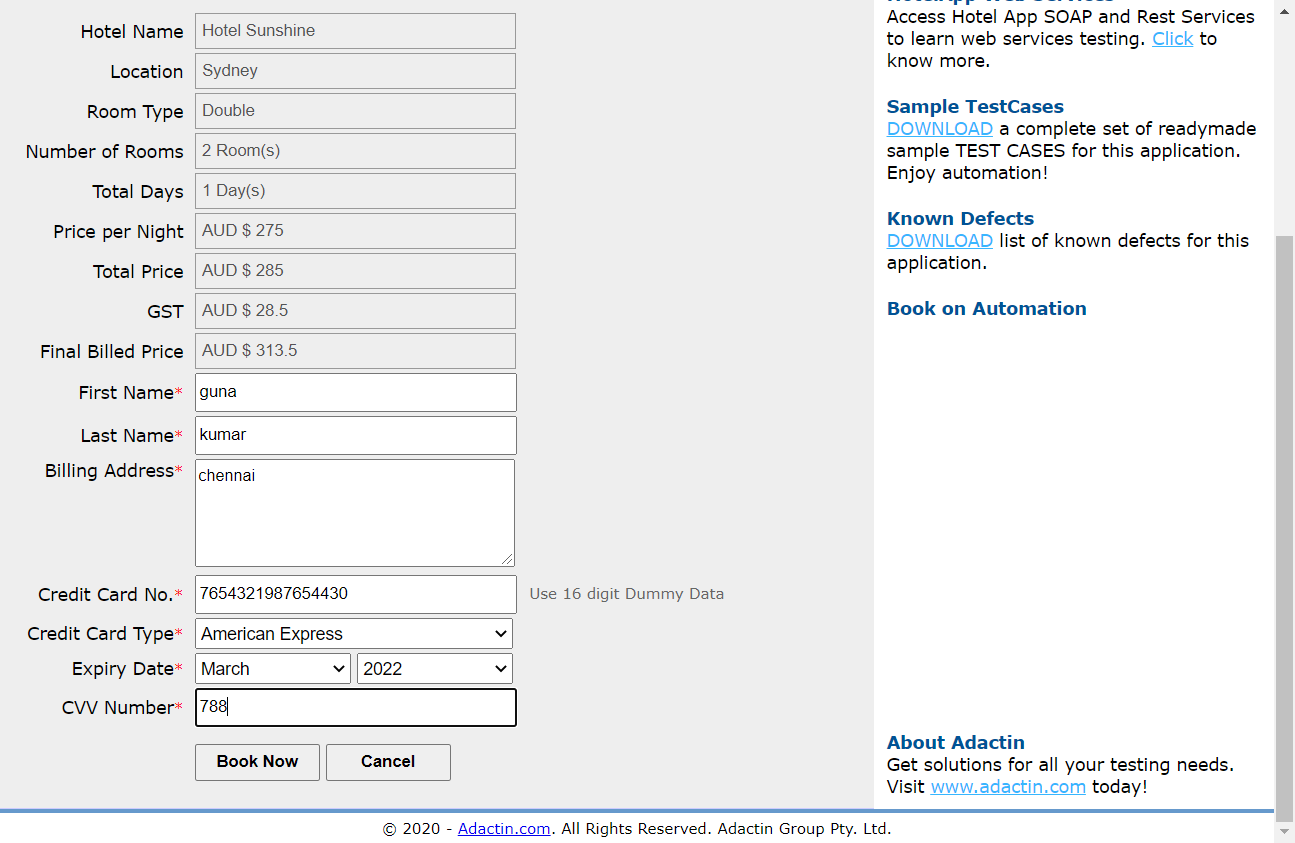 Hotel Name Hotel Sunshine
Location Sydney
Room Type Double
Number of Rooms 2 Room(s)
Total Days 1 Day(s)
Price per Night AUD $ 275
Total Price AUD $ 285
GST AUD $ 28.5
Final Billed Price AUD $ 313.5
First Name* guna
Last Name* kumar
Billing Address* chennai
Credit Card No.* 7654321987654430 Use 16 digit Dummy Data
Credit Card Type* American Express
Expiry Date* March 2022
CVV Number* 788
Book Now Cancel
HotelApp Web Services
Access Hotel App SOAP and Rest Services
to learn web services testing. Click to
know more.
Sample TestCases
DOWNLOAD a complete set of readymade
sample TEST CASES for this application.
Enjoy automation!
Known Defects
DOWNLOAD list of known defects for this
application.
Book on Automation
About Adactin
Get solutions for all your testing needs.
Visit www.adactin.com today!
© 2020 - Adactin.com. All Rights Reserved. Adactin Group Pty. Ltd.